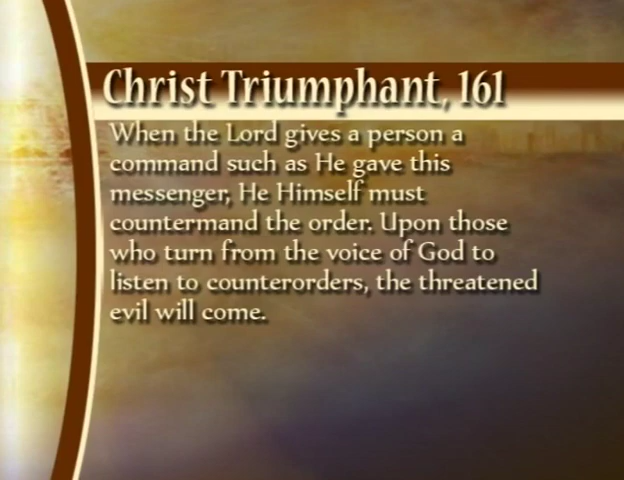 Christ Triumphant, 161
When the Lord gives a person a
command such as He gave this
messenger, He Himself must
countermand the order. Upon those
who turn from the voice of God to
listen to counterorders, the threatened
evil will come.